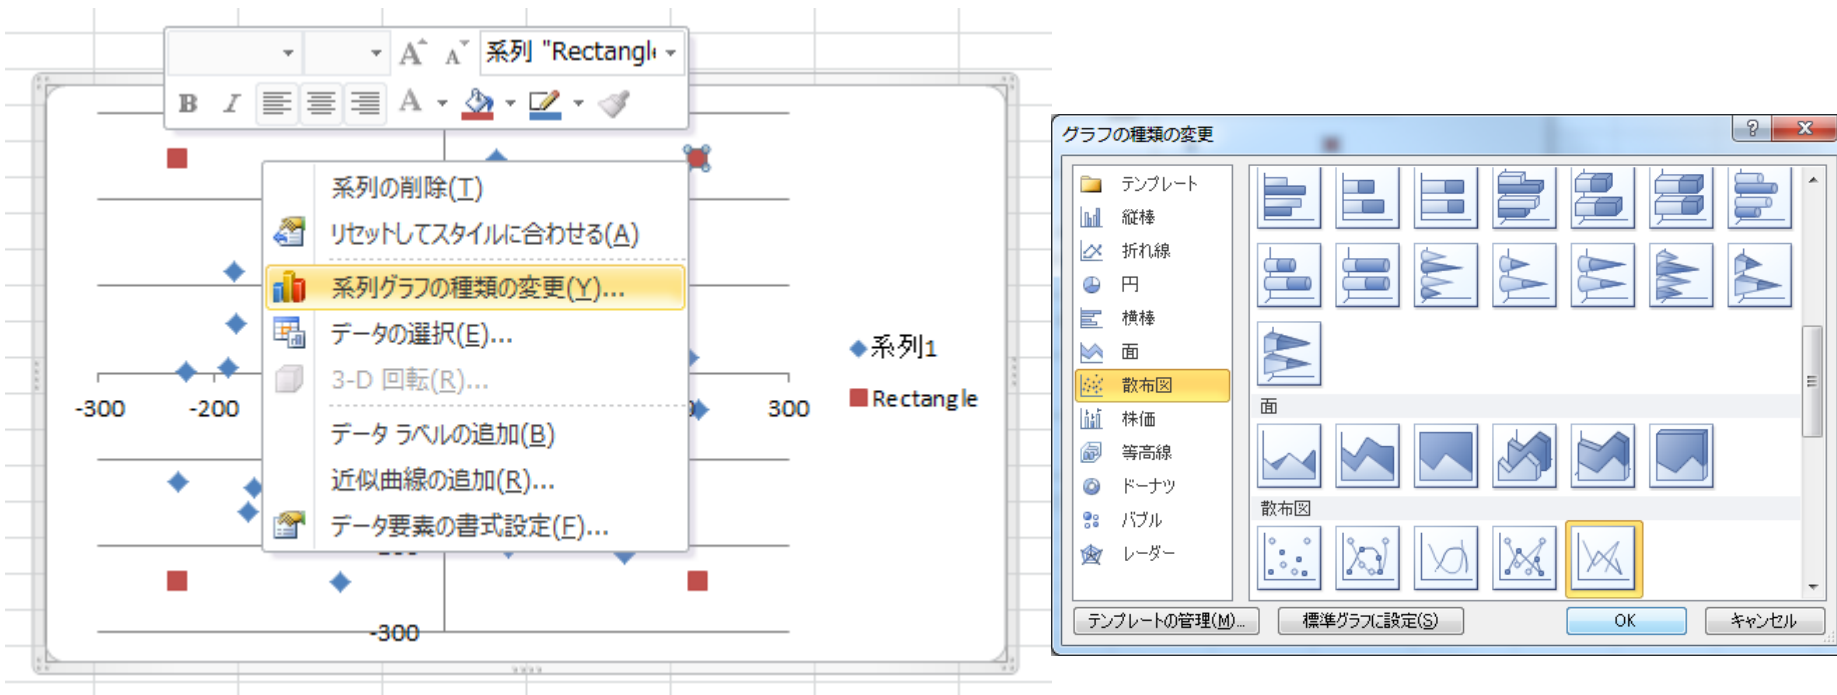 系列 "Rectangl
B I A
系列の削除(T)
リセットしてスタイルに合わせる(A)
系列グラフの種類の変更(Y)...
データの選択(E)...
3-D 回転(R)...
データ ラベルの追加(B)
近似曲線の追加(R)...
データ要素の書式設定(F)...
-300
-200
300
-300
系列1
Rectangle
グラフの種類の変更
テンプレート
縦棒
折れ線
円
横棒
面
散布図
株価
等高線
ドーナツ
バブル
レーダー
面
散布図
テンプレートの管理(M)...
標準グラフに設定(S)
OK
キャンセル